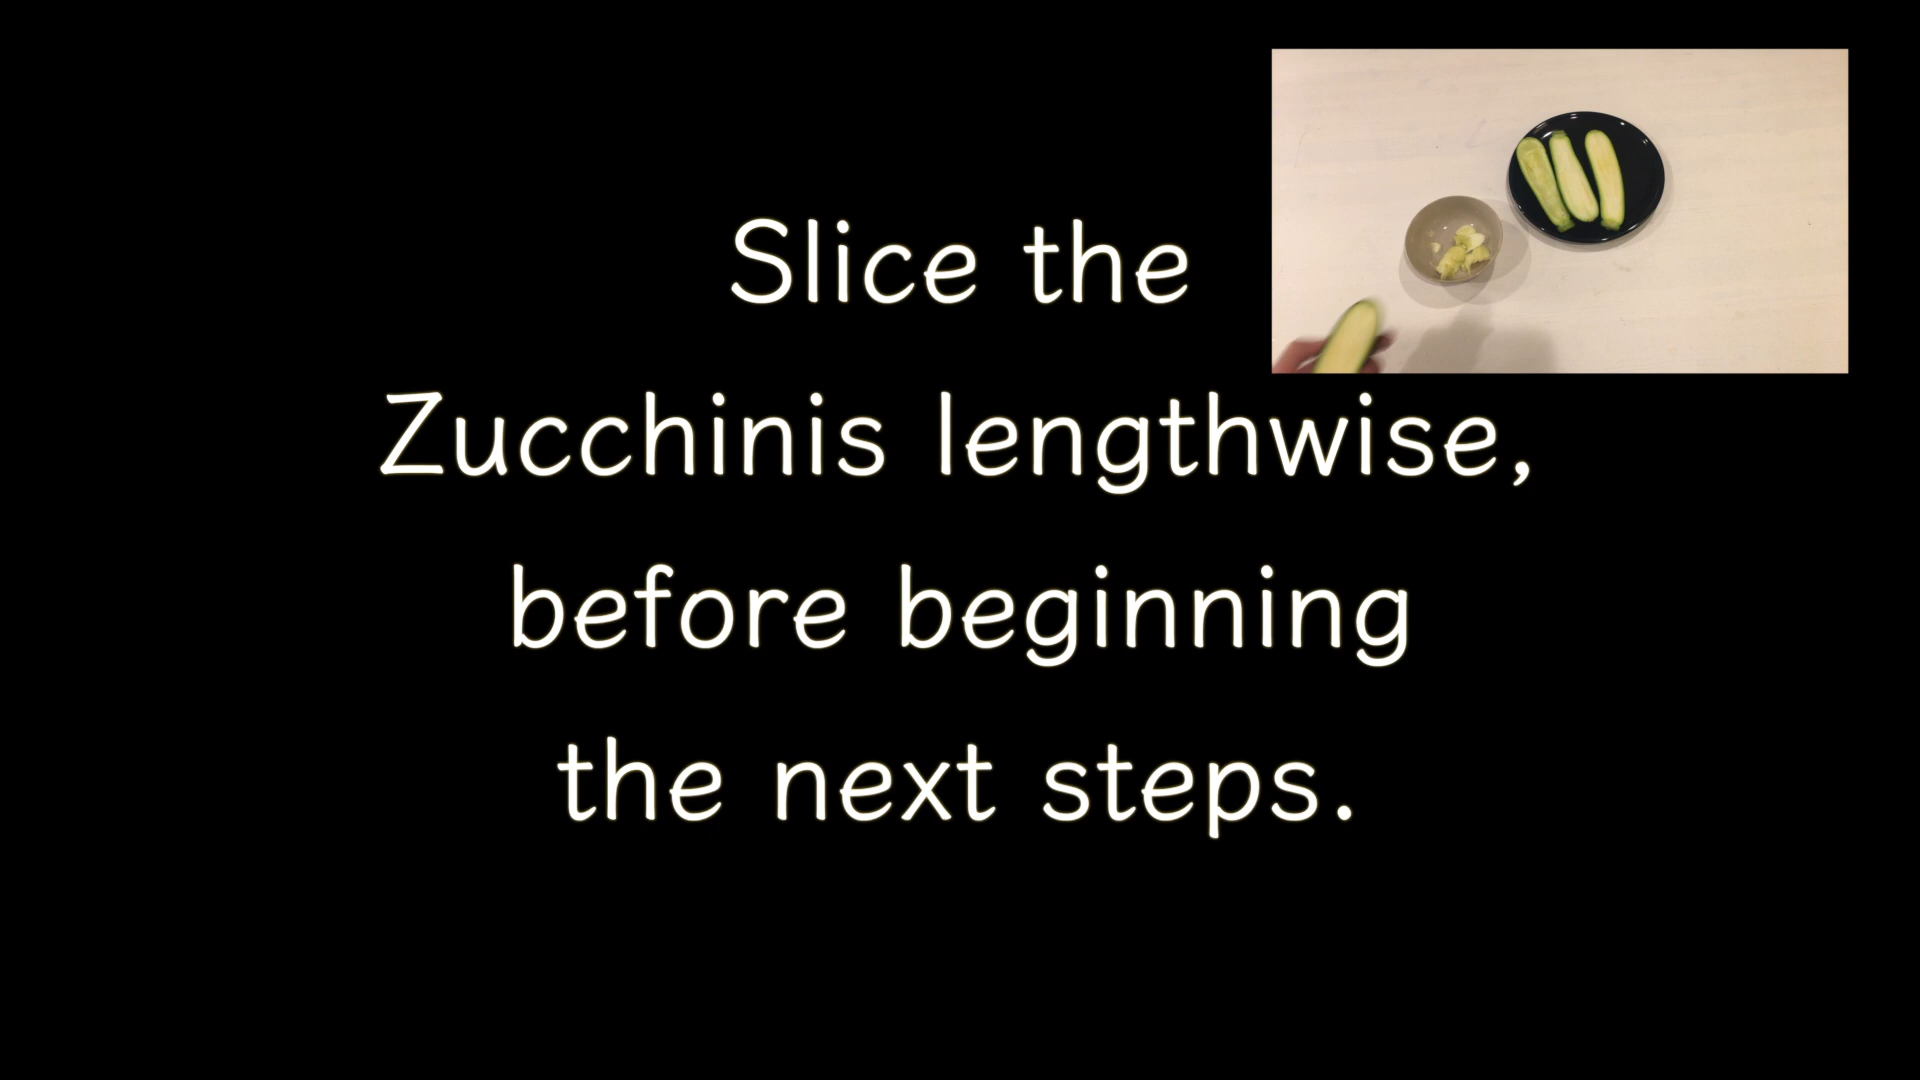 Slice the
Zucchinis lengthwise,
before beginning
the next steps.